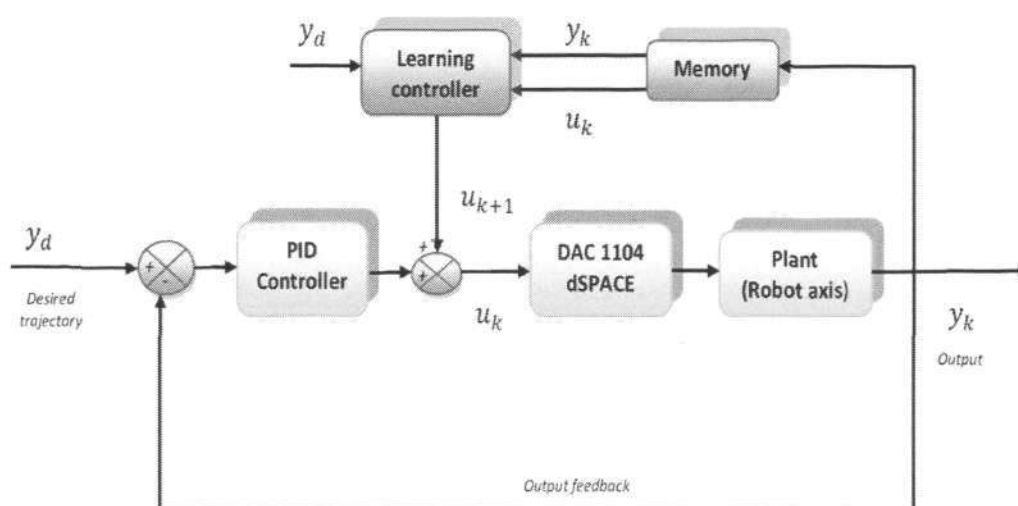 y_d
y_k
Learning
controller
Memory
u_k
u_{k+1}
y_d
+
-
PID
Controller
+
+
DAC 1104
dSPACE
Plant
(Robot axis)
Desired
trajectory
u_k
y_k
Output
Output feedback